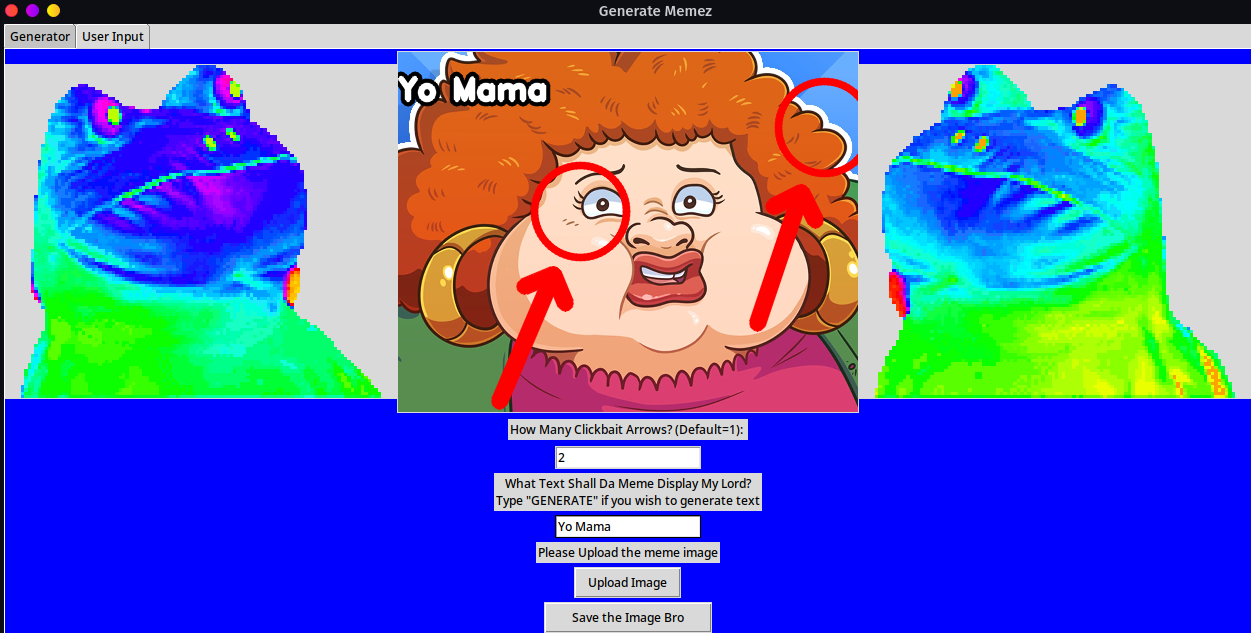 Generate Memez
Generator
User Input
Yo Mama
How Many Clickbait Arrows? (Default=1):
2
What Text Shall Da Meme Display My Lord?
Type "GENERATE" if you wish to generate text
Yo Mama
Please Upload the meme image
Upload Image
Save the Image Bro